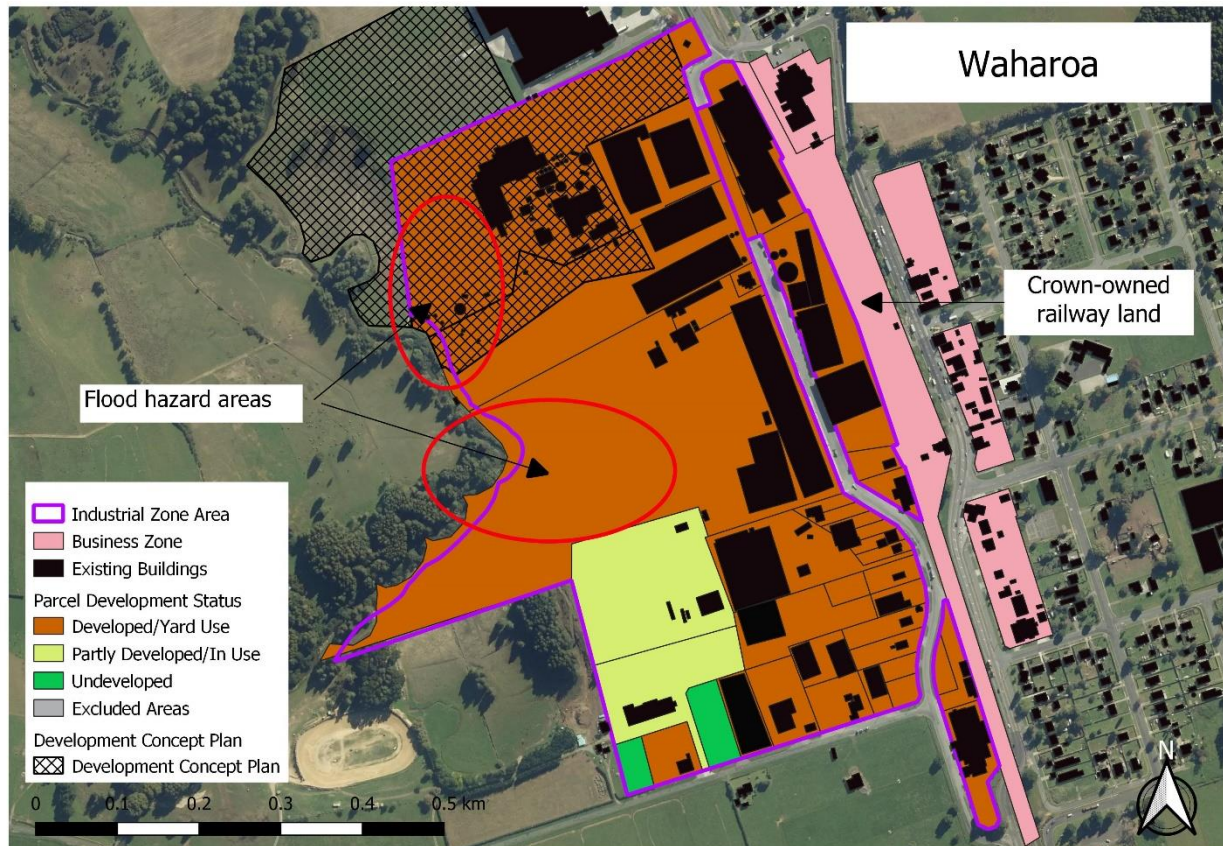 Waharoa
Crown-owned
railway land
Flood hazard areas
Industrial Zone Area
Business Zone
Existing Buildings
Parcel Development Status
Developed/Yard Use
Partly Developed/In Use
Undeveloped
Excluded Areas
Development Concept Plan
Development Concept Plan
0 0.1 0.2 0.3 0.4 0.5 km
N